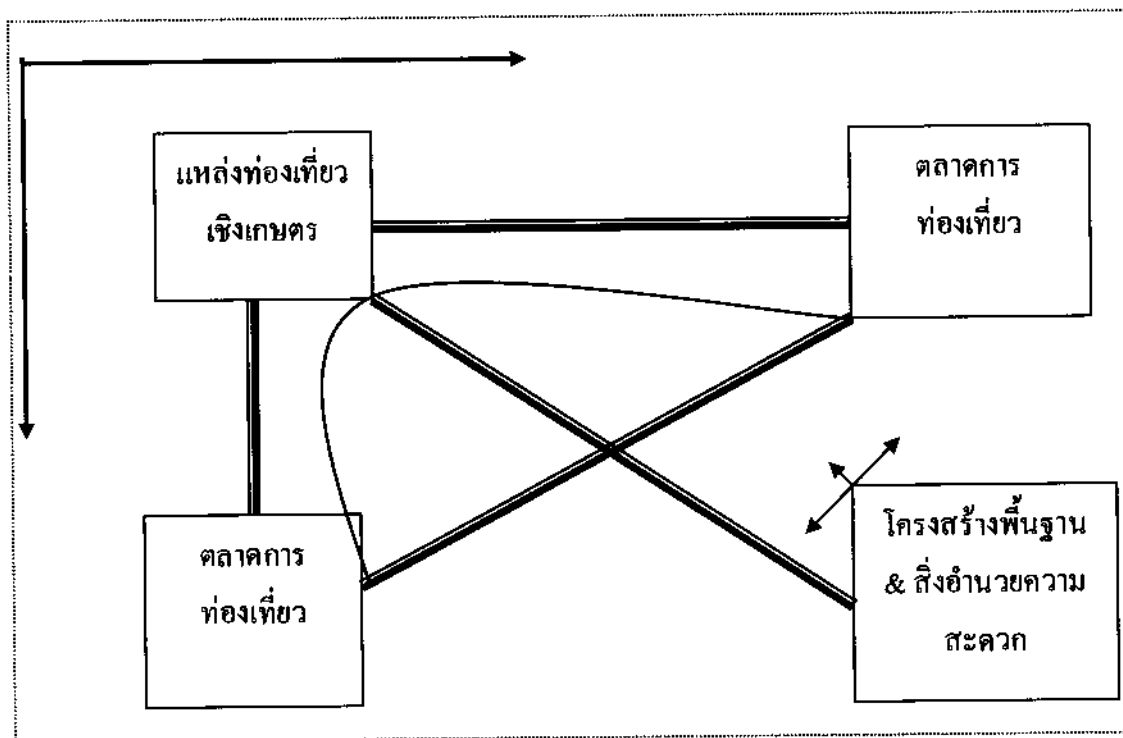 แหล่งท่องเที่ยว
เชิงเกษตร
ตลาดการ
ท่องเที่ยว
ตลาดการ
ท่องเที่ยว
โครงสร้างพื้นฐาน
& สิ่งอำนวยความ
สะดวก